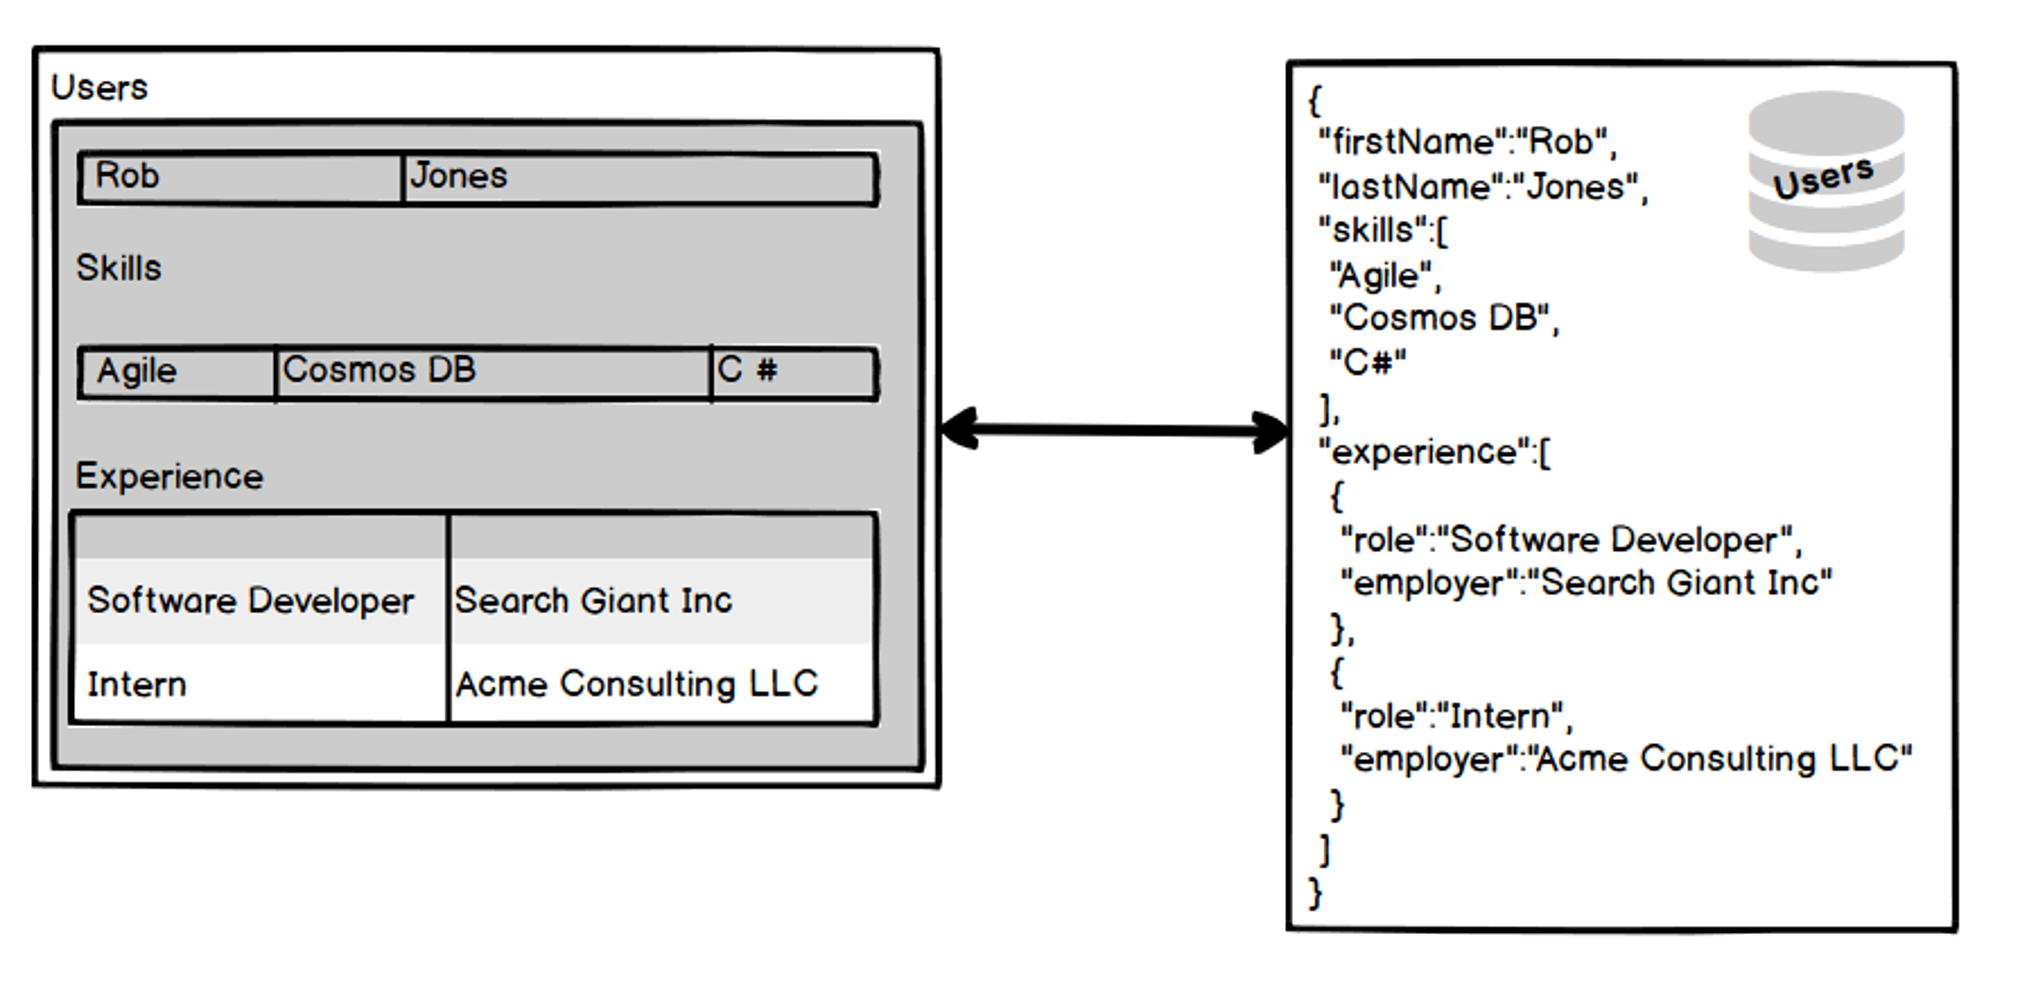 Users
Rob Jones
Skills
Agile Cosmos DB C #
Experience
Software Developer Search Giant Inc
Intern Acme Consulting LLC
{
"firstName":"Rob",
"lastName":"Jones",
"skills":[
"Agile",
"Cosmos DB",
"C#"
],
"experience":[
{
"role":"Software Developer",
"employer":"Search Giant Inc"
},
{
"role":"Intern",
"employer":"Acme Consulting LLC"
}
]
}
Users